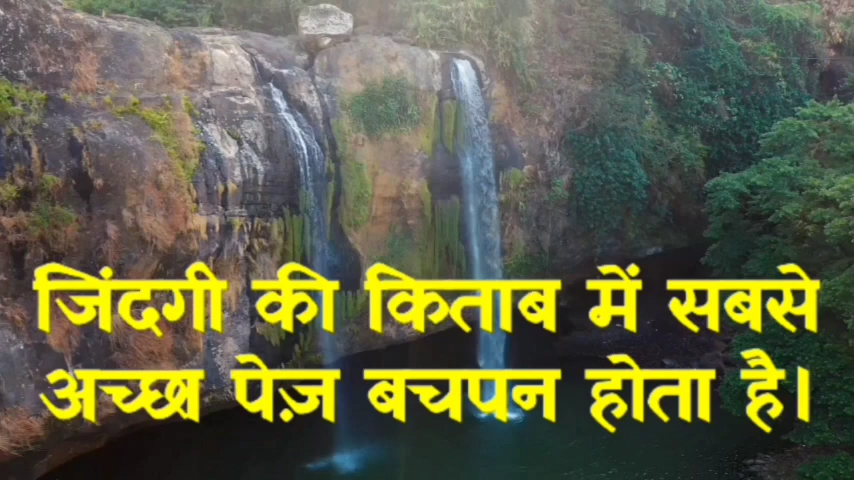 जिंदगी की किताब में सबसे
अच्छा पेज़ बचपन होता है।